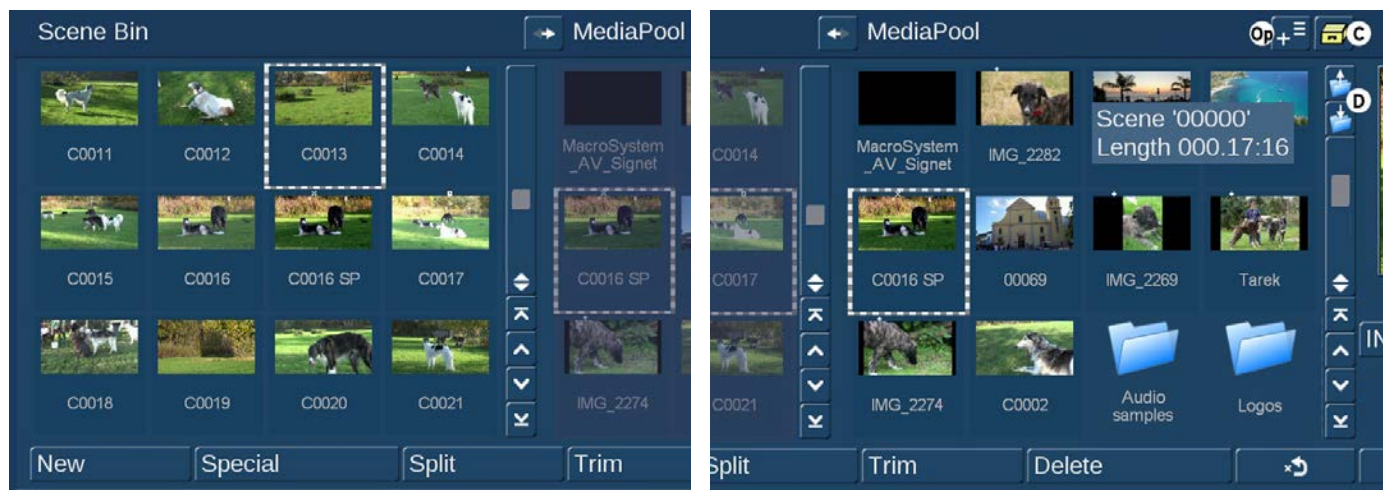 Scene Bin
MediaPool
C0011
C0012
C0013
C0014
MacroSystem
_AV_Signet
C0015
C0016
C0016 SP
C0017
C0016 SP
C0018
C0019
C0020
C0021
IMG_2274
New
Special
Split
Trim
MediaPool
Op
C
D
C0014
MacroSystem
_AV_Signet
IMG_2282
Scene '00000'
Length 000.17:16
C0017
C0016 SP
00069
IMG_2269
Tarek
IN
C0021
IMG_2274
C0002
Audio
samples
Logos
Split
Trim
Delete